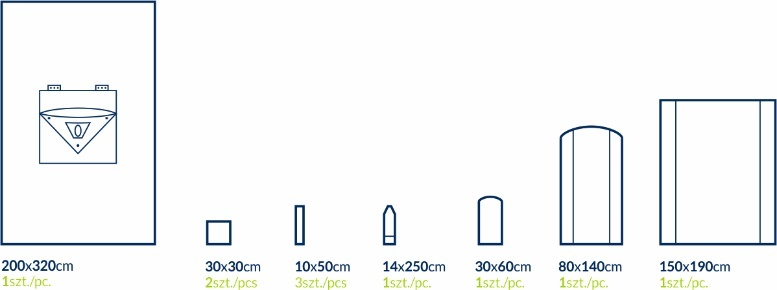 200x320cm
1szt./pc.
30x30cm
2szt./pcs
10x50cm
3szt./pcs
14x250cm
1szt./pc.
30x60cm
1szt./pc.
80x140cm
1szt./pc.
150x190cm
1szt./pc.